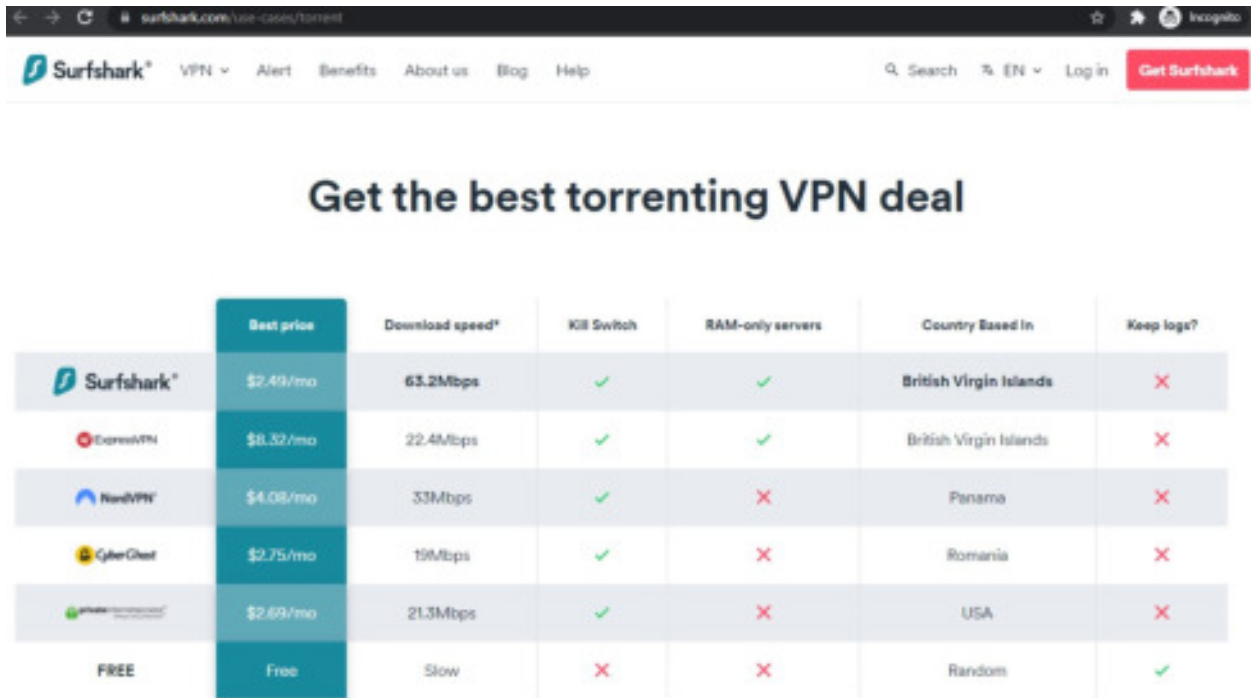 surfshark.com/use-cases/torrent Incognito
Surfshark® VPN Alert Benefits About us Blog Help Search EN Log in Get Surfshark
Get the best torrenting VPN deal
Best price Download speed* Kill Switch RAM-only servers Country Based In Keep logs?
Surfshark® $2.49/mo 63.2Mbps British Virgin Islands
ExpressVPN $8.32/mo 22.4Mbps British Virgin Islands
NordVPN® $4.08/mo 33Mbps Panama
CyberGhost $2.75/mo 19Mbps Romania
private $2.69/mo 21.3Mbps USA
FREE Free Slow Random